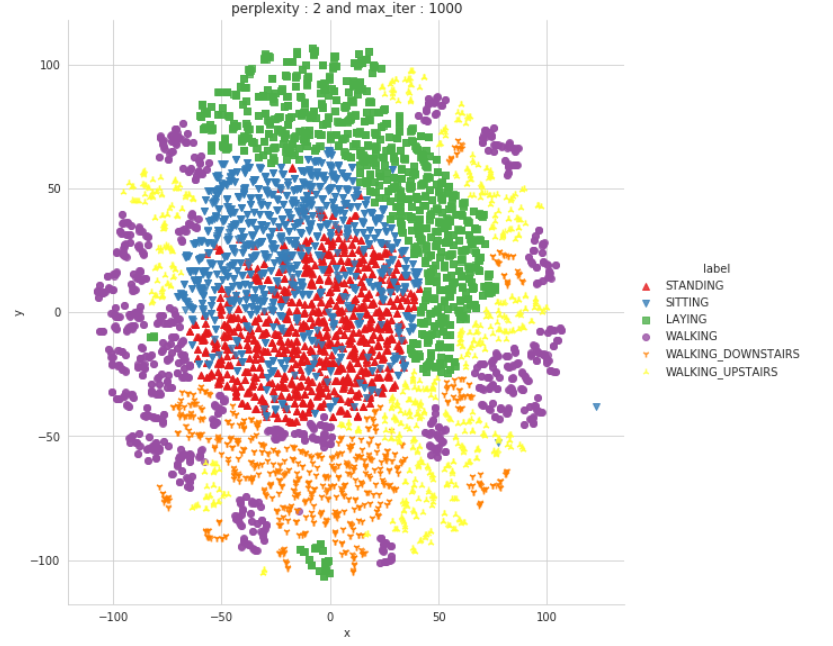 perplexity : 2 and max_iter : 1000
100
50
0
−50
−100
y
−100
−50
0
50
100
x
label
STANDING
SITTING
LAYING
WALKING
WALKING_DOWNSTAIRS
WALKING_UPSTAIRS